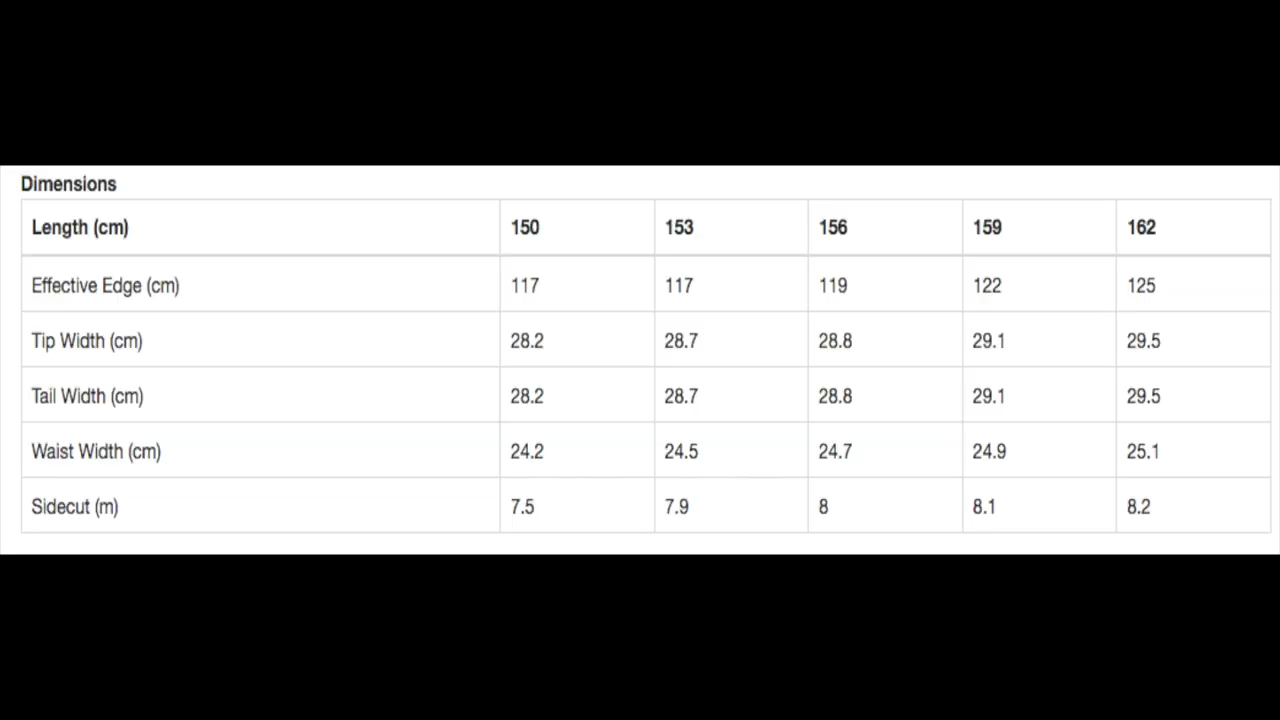 Dimensions
Length (cm) 150 153 156 159 162
Effective Edge (cm) 117 117 119 122 125
Tip Width (cm) 28.2 28.7 28.8 29.1 29.5
Tail Width (cm) 28.2 28.7 28.8 29.1 29.5
Waist Width (cm) 24.2 24.5 24.7 24.9 25.1
Sidecut (m) 7.5 7.9 8 8.1 8.2